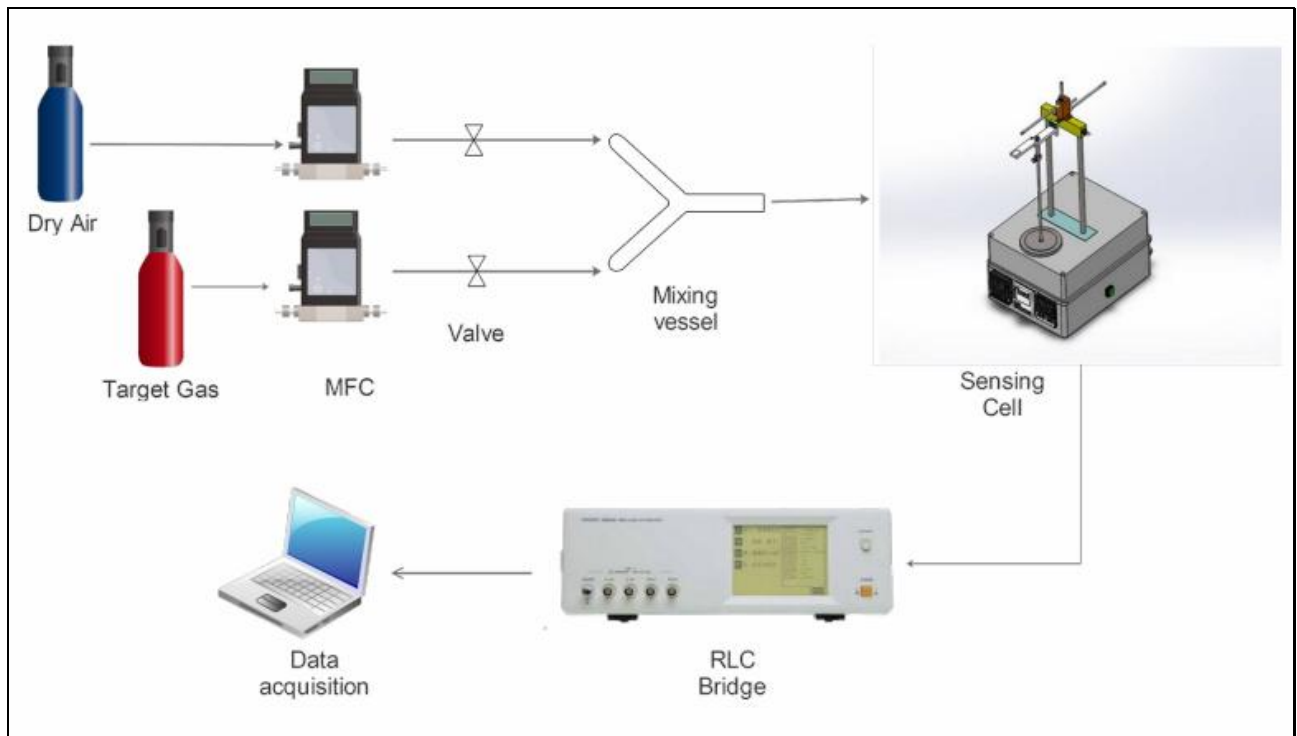 Dry Air
Target Gas
MFC
Valve
Mixing
vessel
Sensing
Cell
Data
acquisition
RLC
Bridge